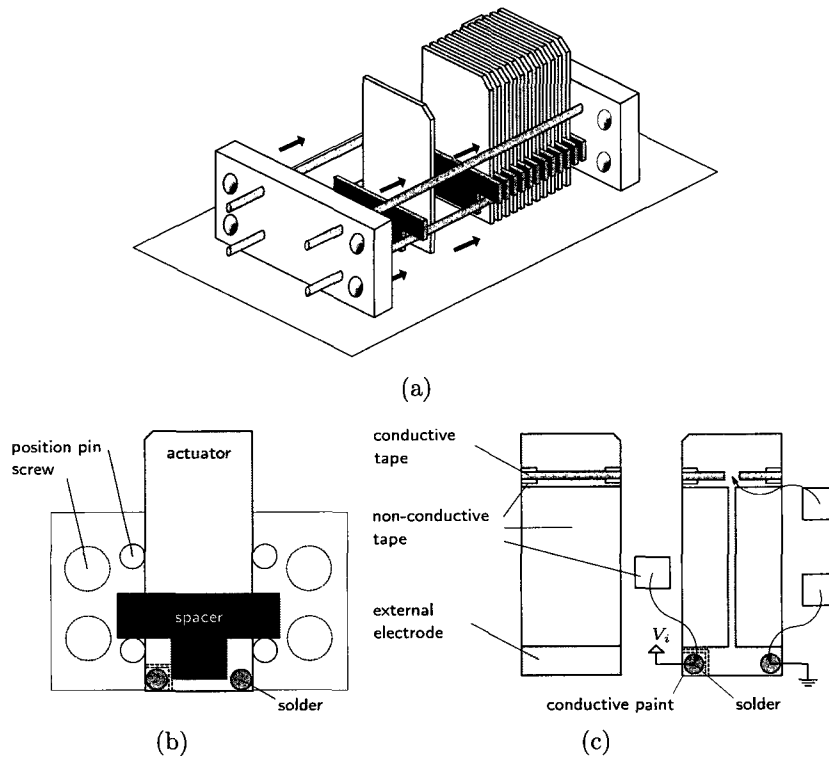 (a)
position pin
screw
actuator
spacer
solder
(b)
conductive
tape
non-conductive
tape
external
electrode
V_i
conductive paint
solder
(c)